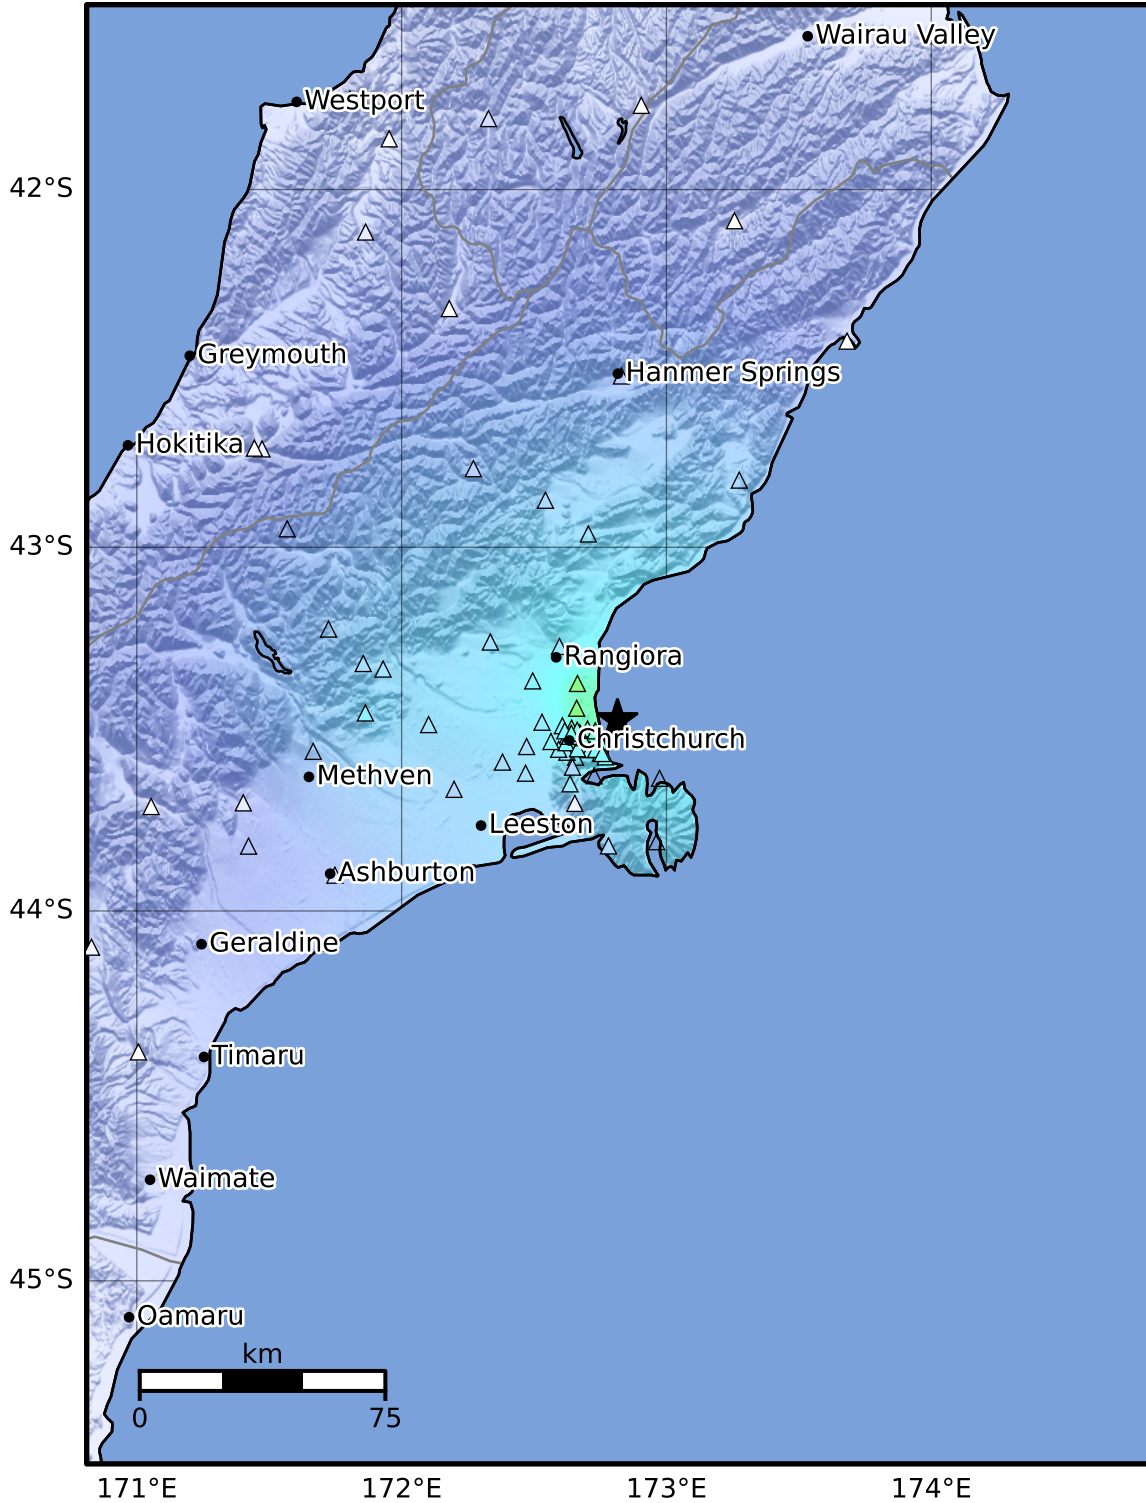 Wairau Valley
Westport
42°S
Greymouth
Hanmer Springs
Hokitika
43°S
Rangiora
Christchurch
Methven
Leeston
Ashburton
44°S
Geraldine
Timaru
Waimate
45°S
Oamaru
km
0 75
171°E 172°E 173°E 174°E